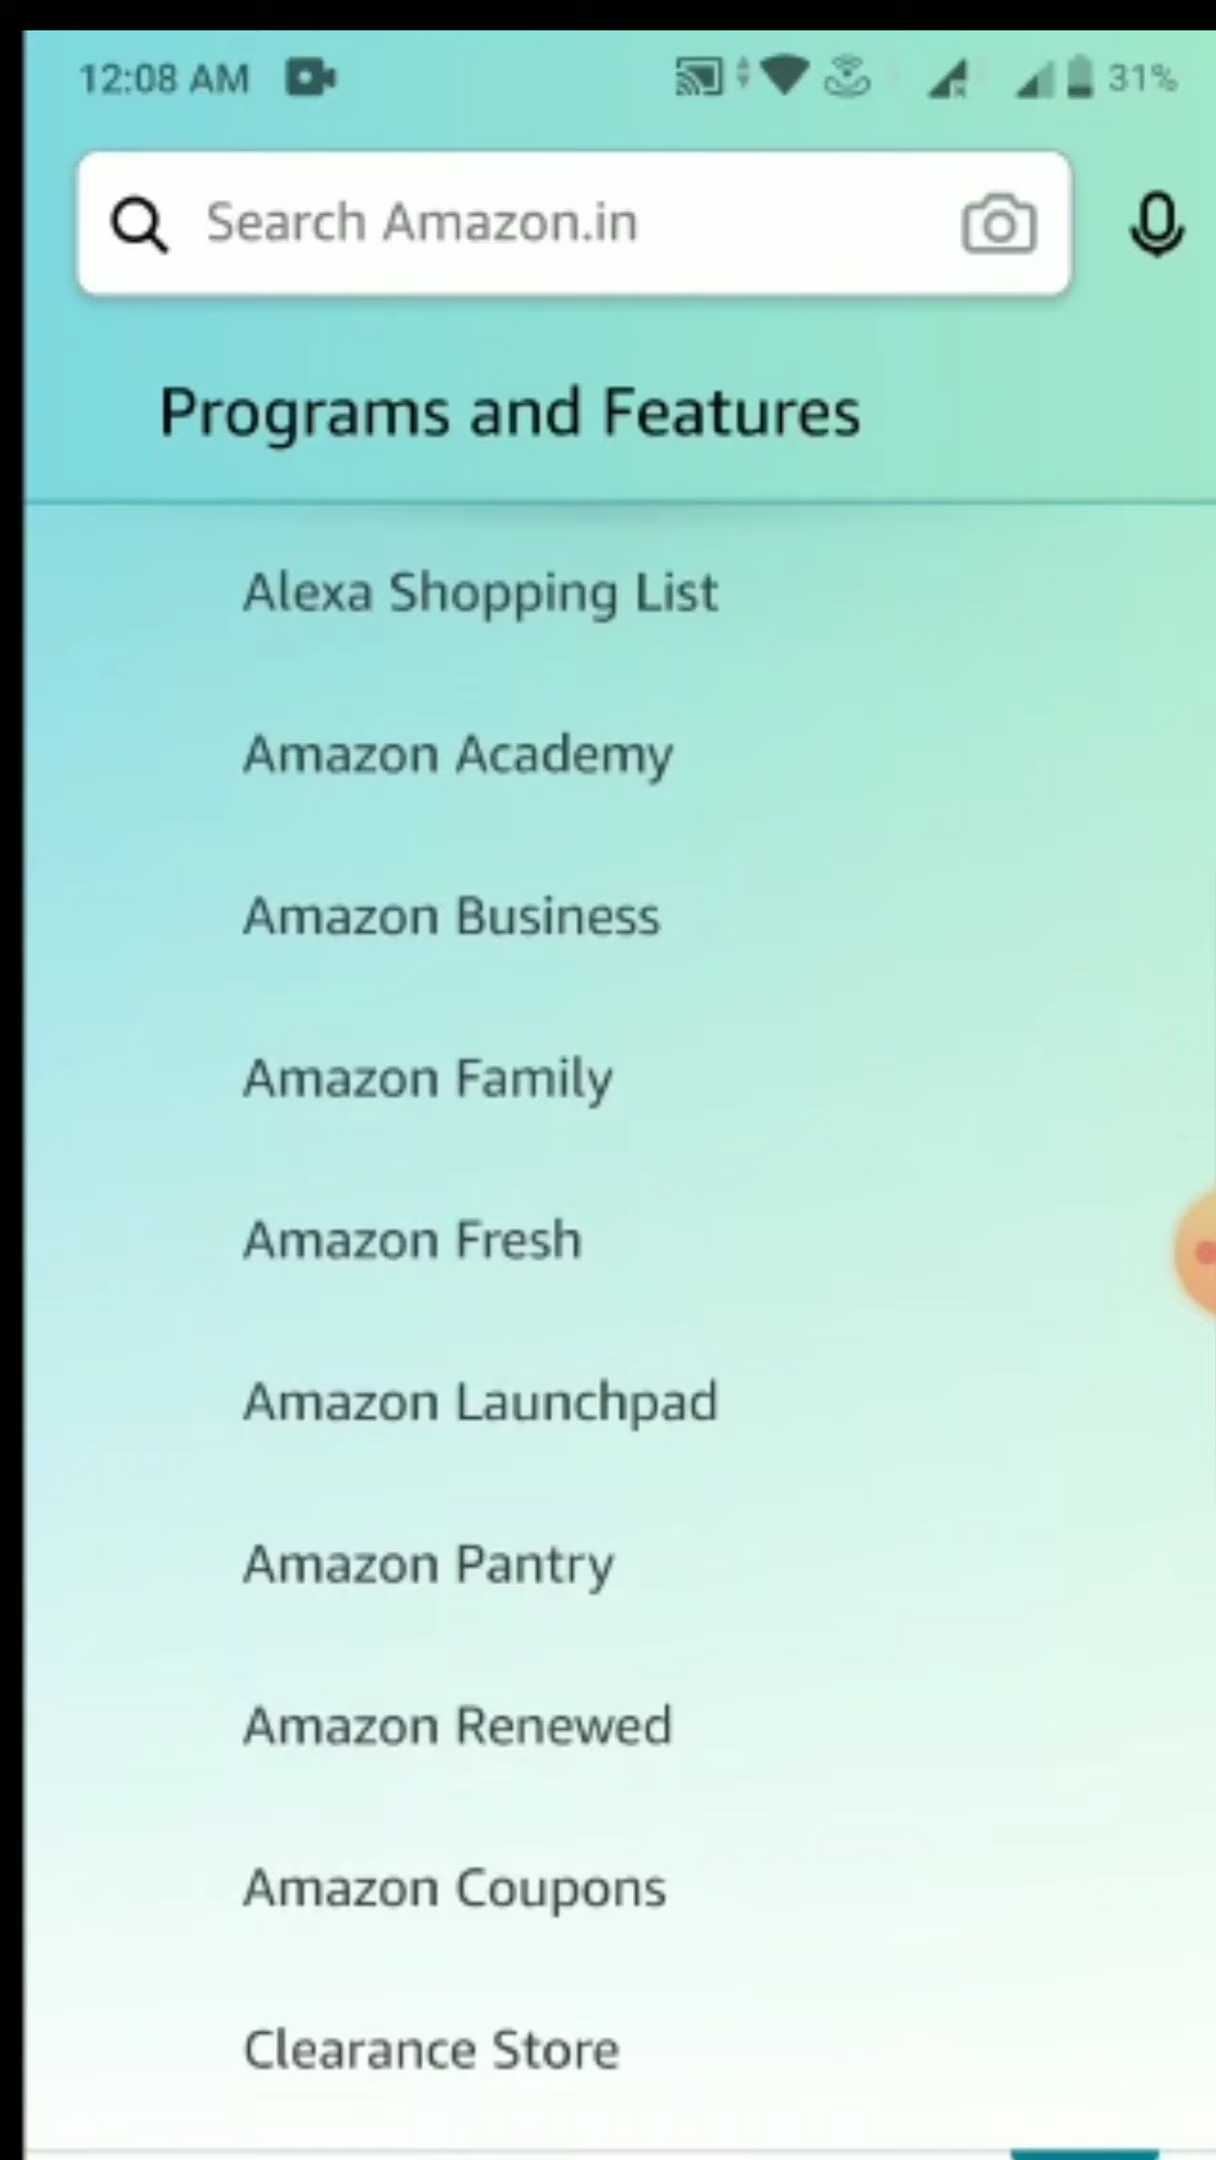 12:08 AM 31%
Search Amazon.in
Programs and Features
Alexa Shopping List
Amazon Academy
Amazon Business
Amazon Family
Amazon Fresh
Amazon Launchpad
Amazon Pantry
Amazon Renewed
Amazon Coupons
Clearance Store